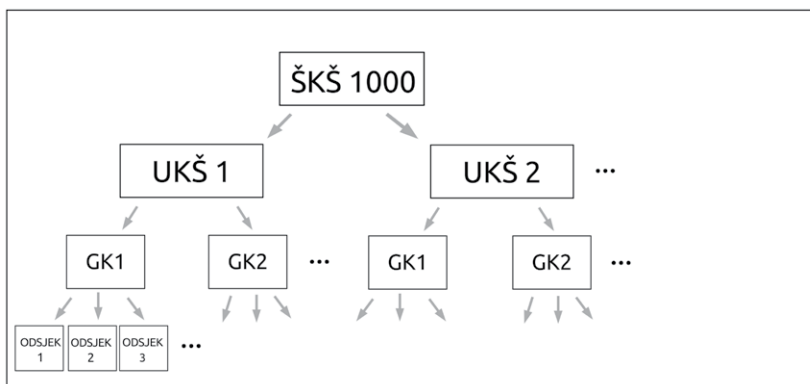 ŠKŠ 1000
UKŠ 1
UKŠ 2
...
GK1
GK2
...
GK1
GK2
...
ODSJEK
1
ODSJEK
2
ODSJEK
3
...